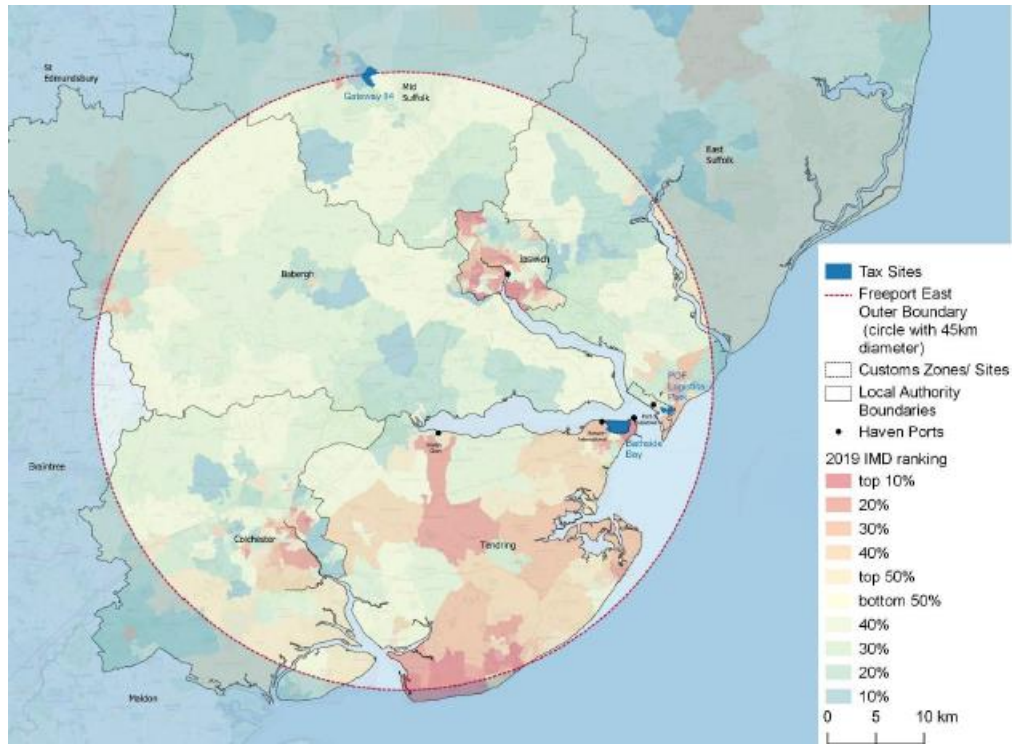 St
Edmundsbury
Gateway 14
Mid
Suffolk
East
Suffolk
Ipswich
Babergh
Bathside
Bay
Braintree
Colchester
Tendring
Maldon
Tax Sites
Freeport East
Outer Boundary
(circle with 45km
diameter)
Customs Zones/ Sites
Local Authority
Boundaries
Haven Ports
2019 IMD ranking
top 10%
20%
30%
40%
top 50%
bottom 50%
40%
30%
20%
10%
0 5 10 km